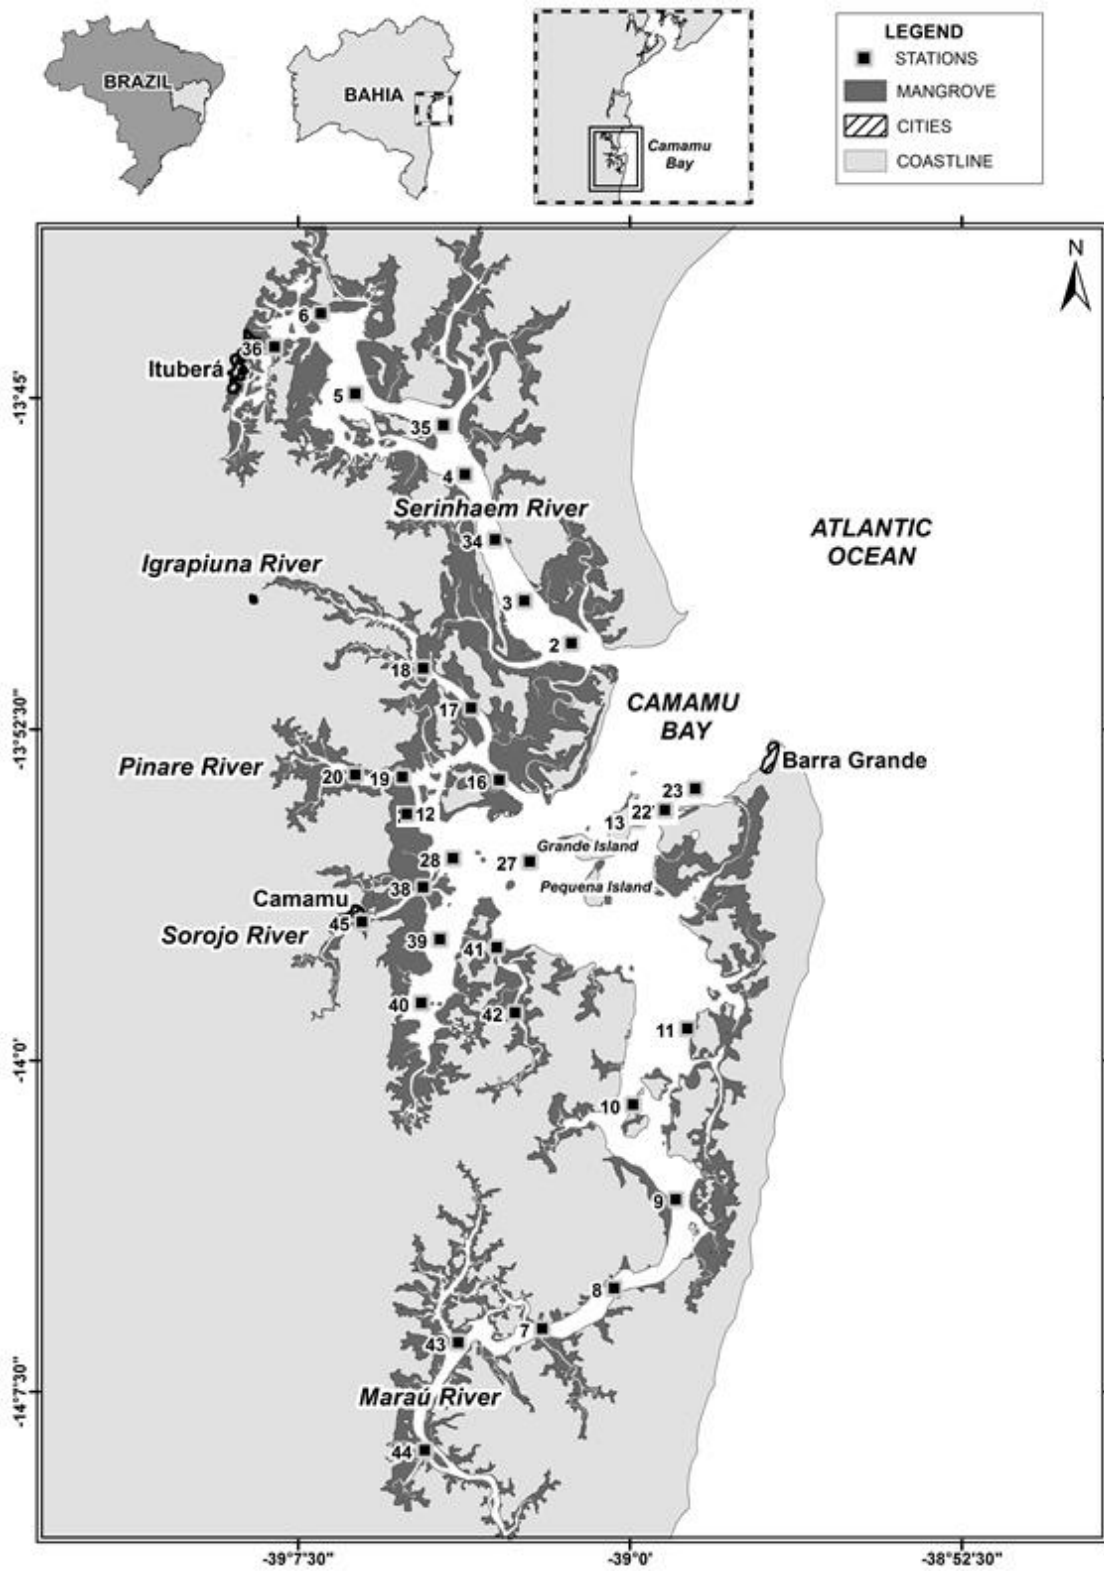 BRAZIL
BAHIA
Camamu
Bay
LEGEND
STATIONS
MANGROVE
CITIES
COASTLINE
N
6
36
Ituberá
5
35
4
-13°45'
Serinhaem River
ATLANTIC
OCEAN
34
Igrapiuna River
3
2
18
CAMAMU
BAY
17
-13°52'30"
Pinare River
Barra Grande
20
19
16
23
22
12
13
Grande Island
28
27
Pequena Island
38
Camamu
45
Sorojo River
39
41
40
42
11
-14°0'
10
9
8
7
43
-14°7'30"
Maraú River
44
-39°7'30"
-39°0'
-38°52'30"